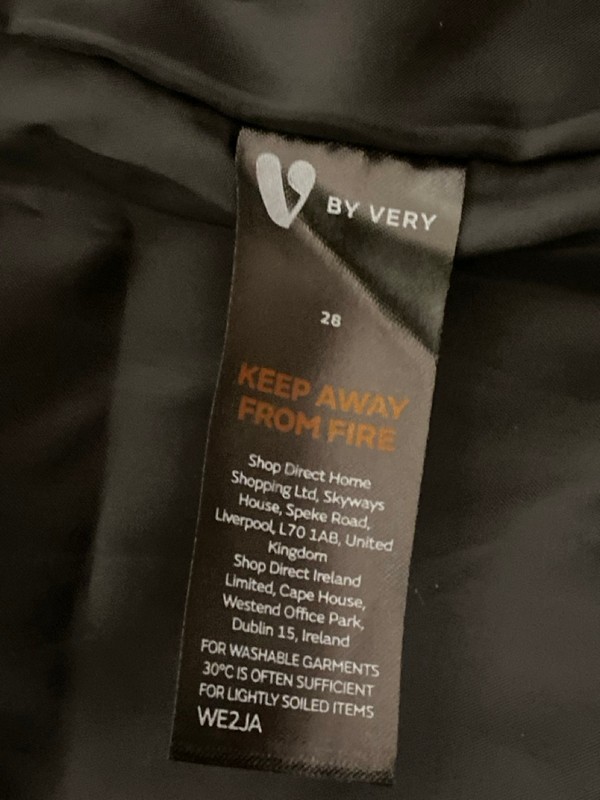 V BY VERY
28
KEEP AWAY
FROM FIRE
Shop Direct Home
Shopping Ltd, Skyways
House, Speke Road,
Liverpool, L70 1AB, United
Kingdom
Shop Direct Ireland
Limited, Cape House,
Westend Office Park,
Dublin 15, Ireland
FOR WASHABLE GARMENTS
30°C IS OFTEN SUFFICIENT
FOR LIGHTLY SOILED ITEMS
WE2JA